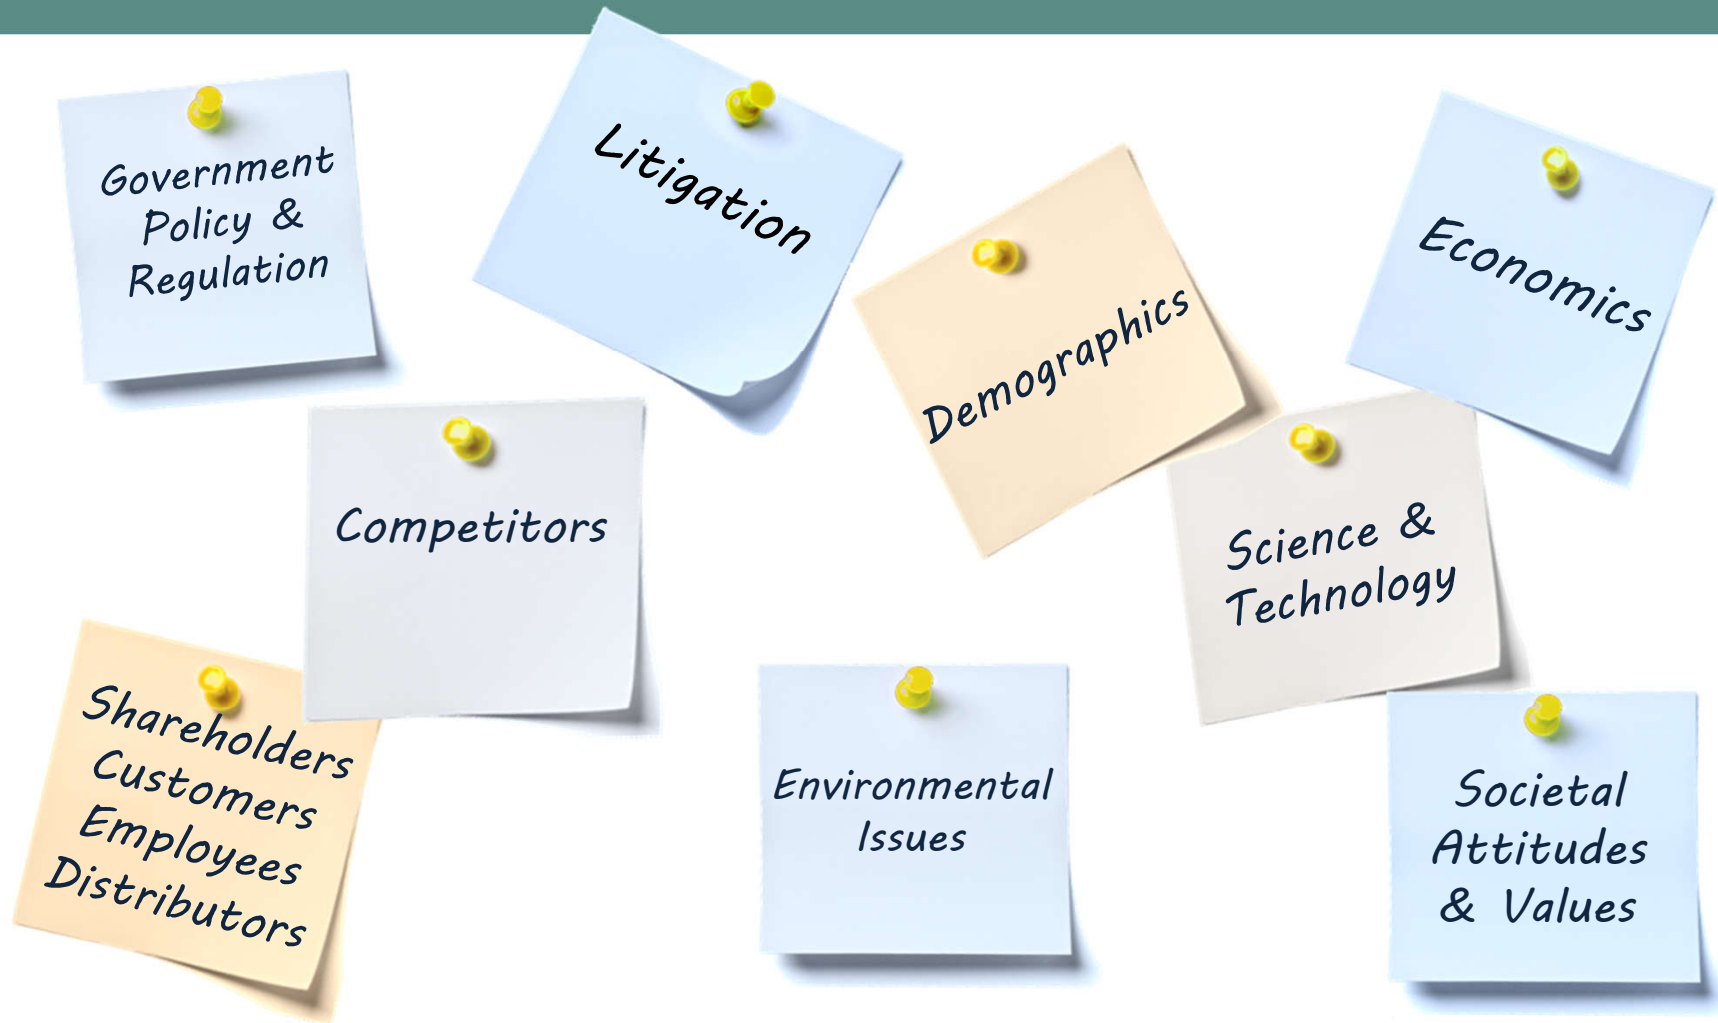 Government
Policy &
Regulation
Litigation
Demographics
Economics
Competitors
Science &
Technology
Shareholders
Customers
Employees
Distributors
Environmental
Issues
Societal
Attitudes
& Values